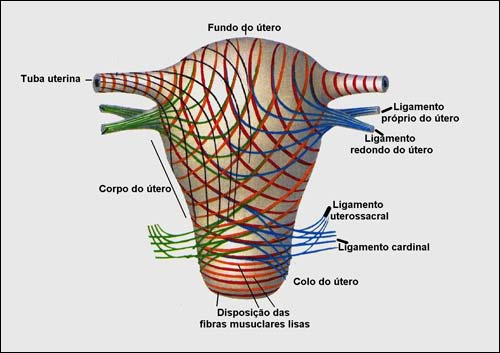 Fundo do útero
Tuba uterina
Ligamento
próprio do útero
Ligamento
redondo do útero
Corpo do útero
Ligamento
uterossacral
Ligamento cardinal
Colo do útero
Disposição das
fibras musuclares lisas